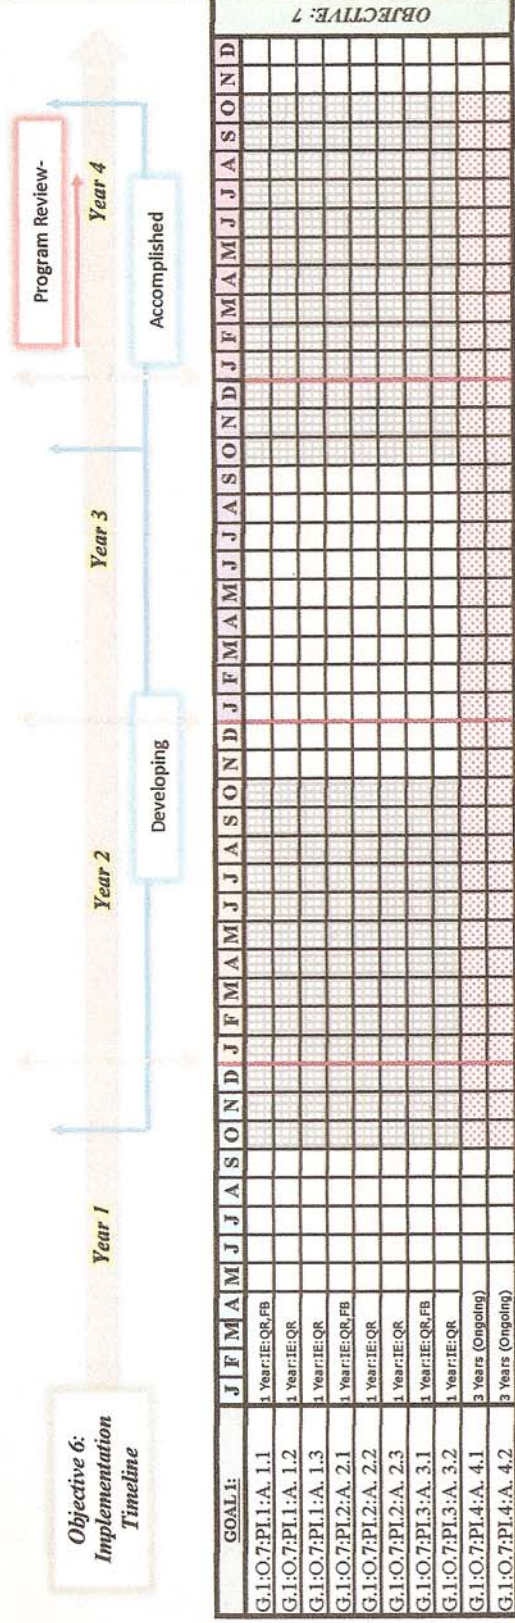 Objective 6:
Implementation
Timeline
Program Review-
Year 1
Year 2
Year 3
Year 4
Developing
Accomplished
GOAL 1: J F M A M J J A S O N D J F M A M J J A S O N D J F M A M J J A S O N D J F M A M J J A S O N D
G.1:O.7:PI.1:A. 1.1 1 Year:IE:QR,FB
G.1:O.7:PI.1:A. 1.2 1 Year:IE:QR
G.1:O.7:PI.1:A. 1.3 1 Year:IE:QR
G.1:O.7:PI.2:A. 2.1 1 Year:IE:QR,FB
G.1:O.7:PI.2:A. 2.2 1 Year:IE:QR
G.1:O.7:PI.2:A. 2.3 1 Year:IE:QR
G.1:O.7:PI.3:A. 3.1 1 Year:IE:QR,FB
G.1:O.7:PI.3:A. 3.2 1 Year:IE:QR
G.1:O.7:PI.4:A. 4.1 3 Years (Ongoing)
G.1:O.7:PI.4:A. 4.2 3 Years (Ongoing)
OBJECTIVE: 7